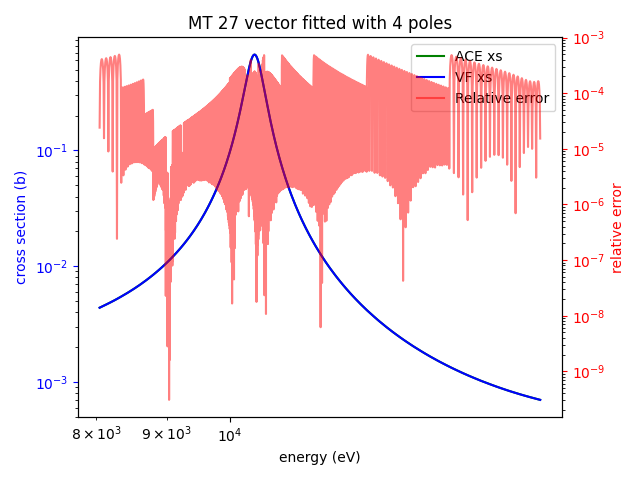 MT 27 vector fitted with 4 poles
ACE xs
VF xs
Relative error
cross section (b)
10⁻¹
10⁻²
10⁻³
10⁻³
10⁻⁴
10⁻⁵
10⁻⁶
10⁻⁷
10⁻⁸
10⁻⁹
relative error
8 × 10³
9 × 10³
10⁴
energy (eV)